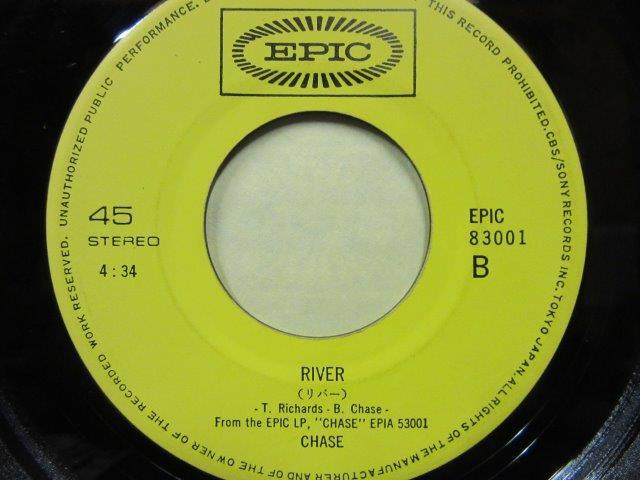 EPIC
45
STEREO
4:34
EPIC
83001
B
RIVER
(リバー)
- T. Richards - B. Chase -
From the EPIC LP, "CHASE" EPIA 53001
CHASE
THIS RECORD PROHIBITED. CBS/SONY RECORDS INC. TOKYO JAPAN. ALL RIGHTS OF THE MANUFACTURER AND OF THE OWNER OF THE RECORDED WORK RESERVED. UNAUTHORIZED PUBLIC PERFORMANCE.